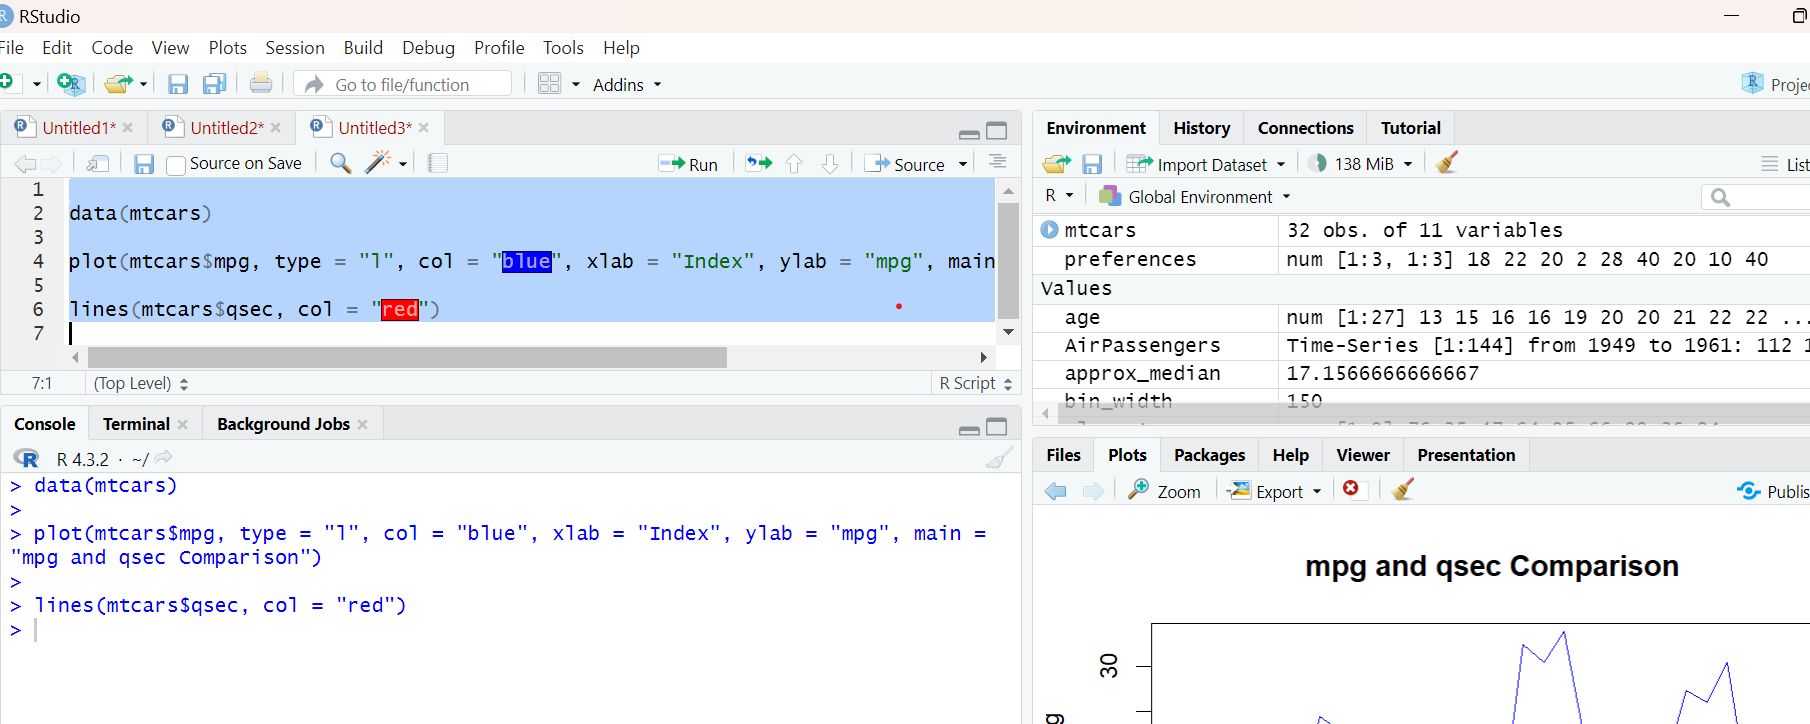 RStudio
File Edit Code View Plots Session Build Debug Profile Tools Help
Go to file/function Addins
Untitled1* Untitled2* Untitled3*
Source on Save Run Source
1
2 data(mtcars)
3
4 plot(mtcars$mpg, type = "l", col = "blue", xlab = "Index", ylab = "mpg", main
5
6 lines(mtcars$qsec, col = "red")
7
7:1 (Top Level) R Script
Console Terminal Background Jobs
R 4.3.2 · ~/
> data(mtcars)
>
> plot(mtcars$mpg, type = "l", col = "blue", xlab = "Index", ylab = "mpg", main =
"mpg and qsec Comparison")
>
> lines(mtcars$qsec, col = "red")
>
Projec
Environment History Connections Tutorial
Import Dataset 138 MiB List
R Global Environment
mtcars 32 obs. of 11 variables
preferences num [1:3, 1:3] 18 22 20 2 28 40 20 10 40
Values
age num [1:27] 13 15 16 16 19 20 20 21 22 22 ...
AirPassengers Time-Series [1:144] from 1949 to 1961: 112 1
approx_median 17.1566666666667
bin_width 150
Files Plots Packages Help Viewer Presentation
Zoom Export Publis
mpg and qsec Comparison
30